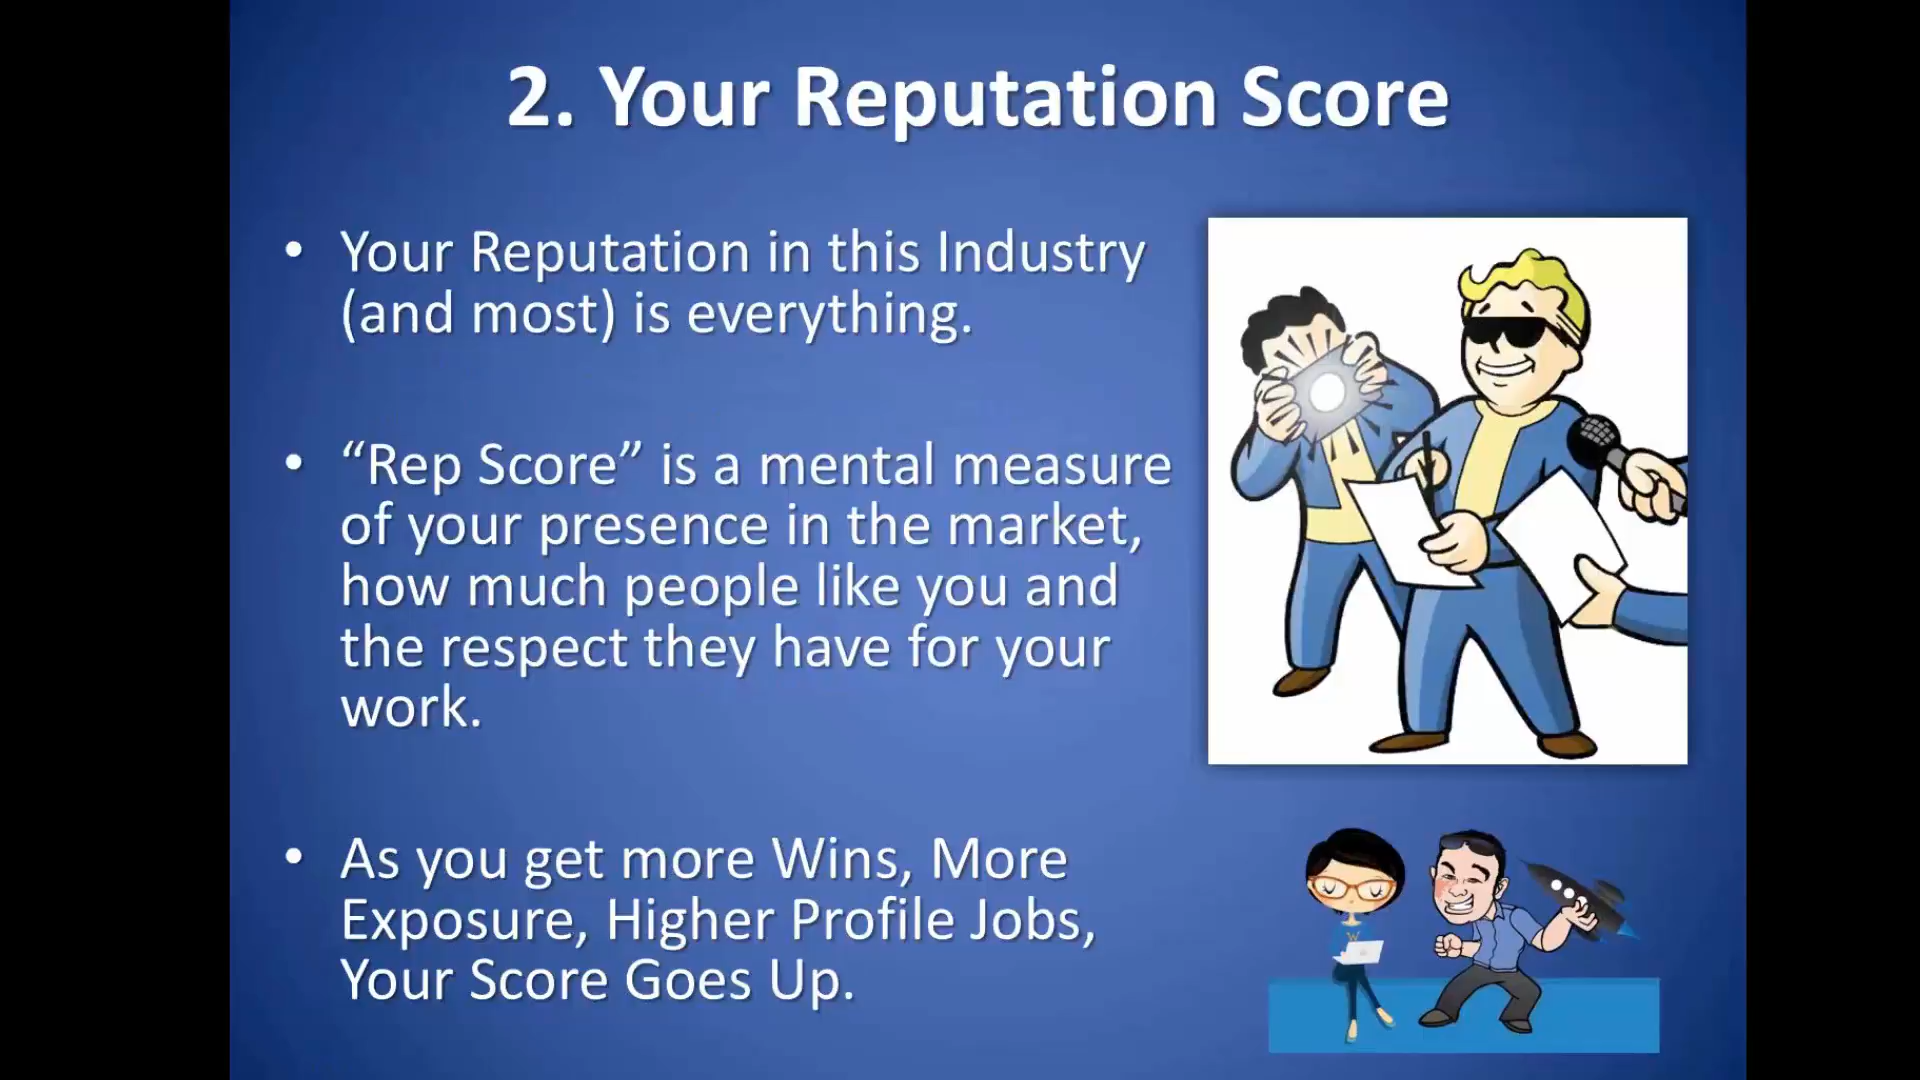 2. Your Reputation Score
• Your Reputation in this Industry
(and most) is everything.
• “Rep Score” is a mental measure
of your presence in the market,
how much people like you and
the respect they have for your
work.
• As you get more Wins, More
Exposure, Higher Profile Jobs,
Your Score Goes Up.
W